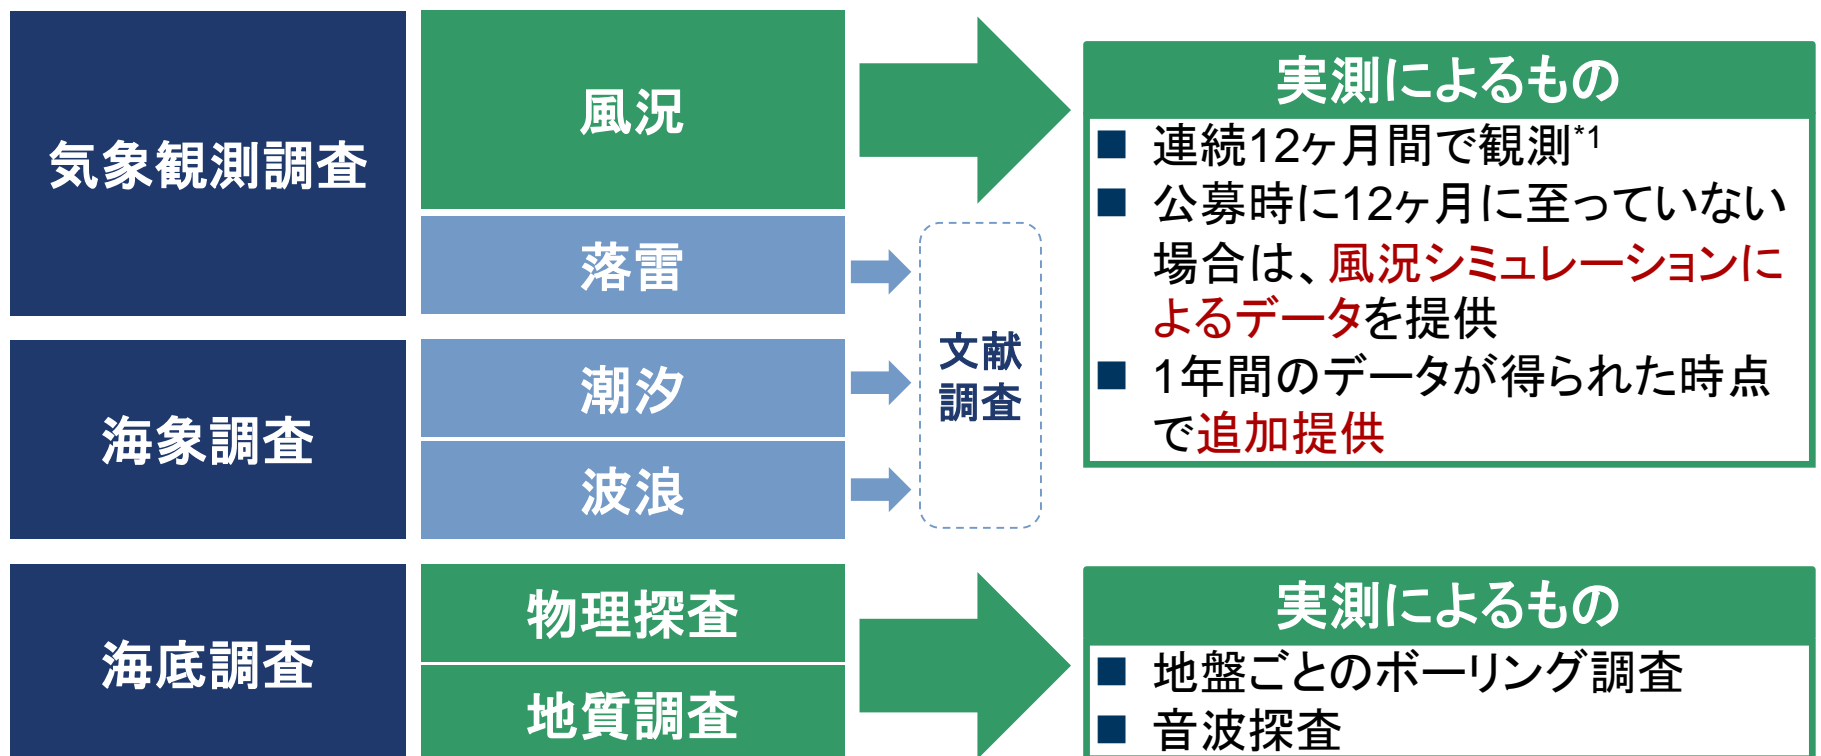 気象観測調査
風況
落雷
海象調査
潮汐
波浪
文献
調査
実測によるもの
■ 連続12ヶ月間で観測*1
■ 公募時に12ヶ月に至っていない
場合は、風況シミュレーションに
よるデータを提供
■ 1年間のデータが得られた時点
で追加提供
海底調査
物理探査
地質調査
実測によるもの
■ 地盤ごとのボーリング調査
■ 音波探査